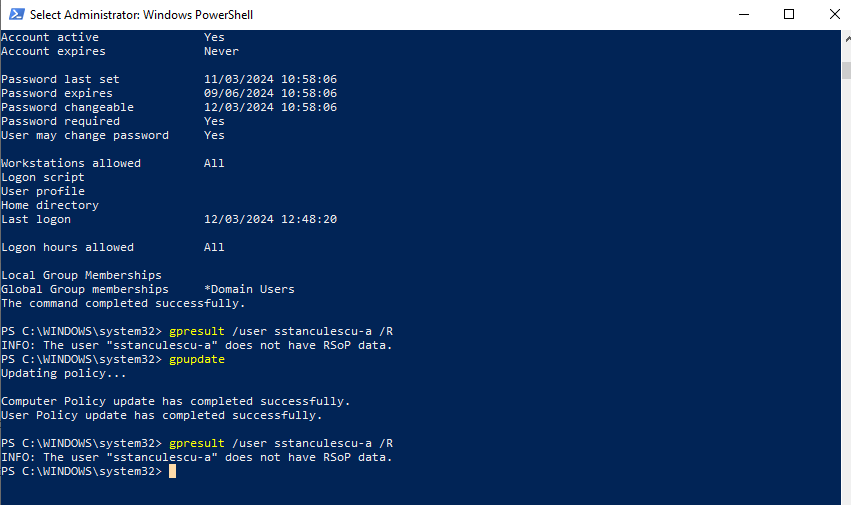 Select Administrator: Windows PowerShell
Account active Yes
Account expires Never
Password last set 11/03/2024 10:58:06
Password expires 09/06/2024 10:58:06
Password changeable 12/03/2024 10:58:06
Password required Yes
User may change password Yes
Workstations allowed All
Logon script
User profile
Home directory
Last logon 12/03/2024 12:48:20
Logon hours allowed All
Local Group Memberships
Global Group memberships *Domain Users
The command completed successfully.
PS C:\WINDOWS\system32> gpresult /user sstanculescu-a /R
INFO: The user "sstanculescu-a" does not have RSoP data.
PS C:\WINDOWS\system32> gpupdate
Updating policy...
Computer Policy update has completed successfully.
User Policy update has completed successfully.
PS C:\WINDOWS\system32> gpresult /user sstanculescu-a /R
INFO: The user "sstanculescu-a" does not have RSoP data.
PS C:\WINDOWS\system32>